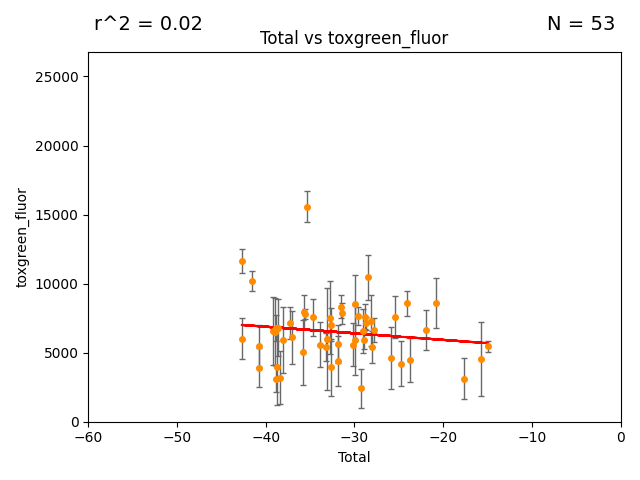 r^2 = 0.02
N = 53
Total vs toxgreen_fluor
25000
20000
15000
10000
5000
0
toxgreen_fluor
−60
−50
−40
−30
−20
−10
0
Total